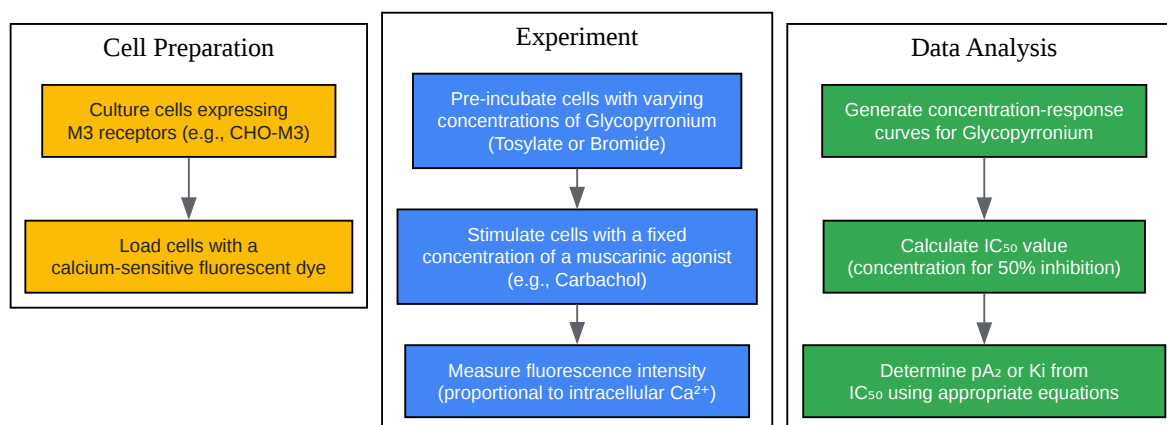 Cell Preparation
Culture cells expressing
M3 receptors (e.g., CHO-M3)
Load cells with a
calcium-sensitive fluorescent dye
Experiment
Pre-incubate cells with varying
concentrations of Glycopyrronium
(Tosylate or Bromide)
Stimulate cells with a fixed
concentration of a muscarinic agonist
(e.g., Carbachol)
Measure fluorescence intensity
(proportional to intracellular Ca²⁺)
Data Analysis
Generate concentration-response
curves for Glycopyrronium
Calculate IC₅₀ value
(concentration for 50% inhibition)
Determine pA₂ or Ki from
IC₅₀ using appropriate equations